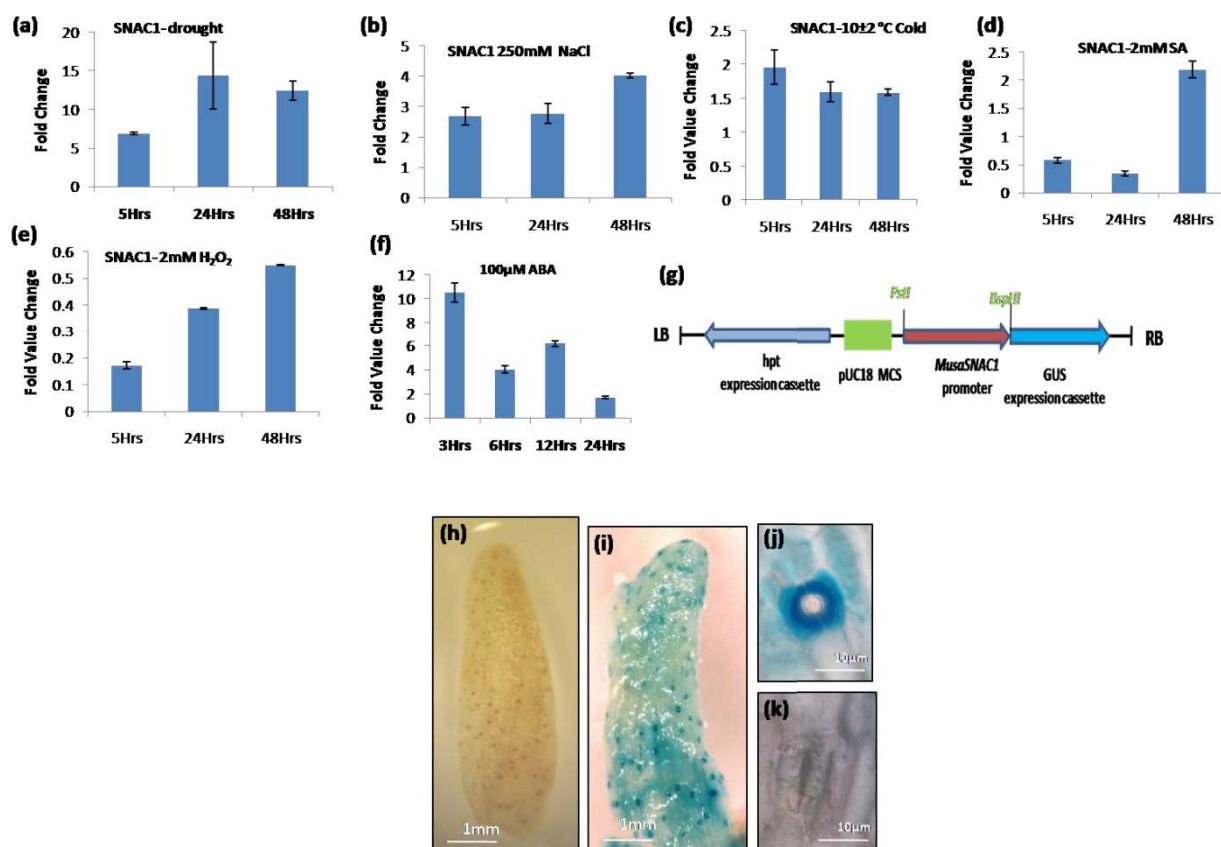 (a)
SNAC1-drought
Fold Change
20
15
10
5
0
5Hrs 24Hrs 48Hrs
(b)
SNAC1 250mM NaCl
Fold Change
5
4
3
2
1
0
5Hrs 24Hrs 48Hrs
(c)
SNAC1-10±2 °C Cold
Fold Value Change
2.5
2
1.5
1
0.5
0
5Hrs 24Hrs 48Hrs
(d)
SNAC1-2mM SA
Fold Value Change
2.5
2
1.5
1
0.5
0
5Hrs 24Hrs 48Hrs
(e)
SNAC1-2mM H₂O₂
Fold Value Change
0.6
0.5
0.4
0.3
0.2
0.1
0
5Hrs 24Hrs 48Hrs
(f)
100µM ABA
Fold Value Change
12
10
8
6
4
2
0
3Hrs 6Hrs 12Hrs 24Hrs
(g)
PstI
LB
RB
hpt
expression cassette
pUC18 MCS
MusaSNAC1
promoter
GUS
expression cassette
(h)
1mm
(i)
1mm
(j)
10µm
(k)
10µm